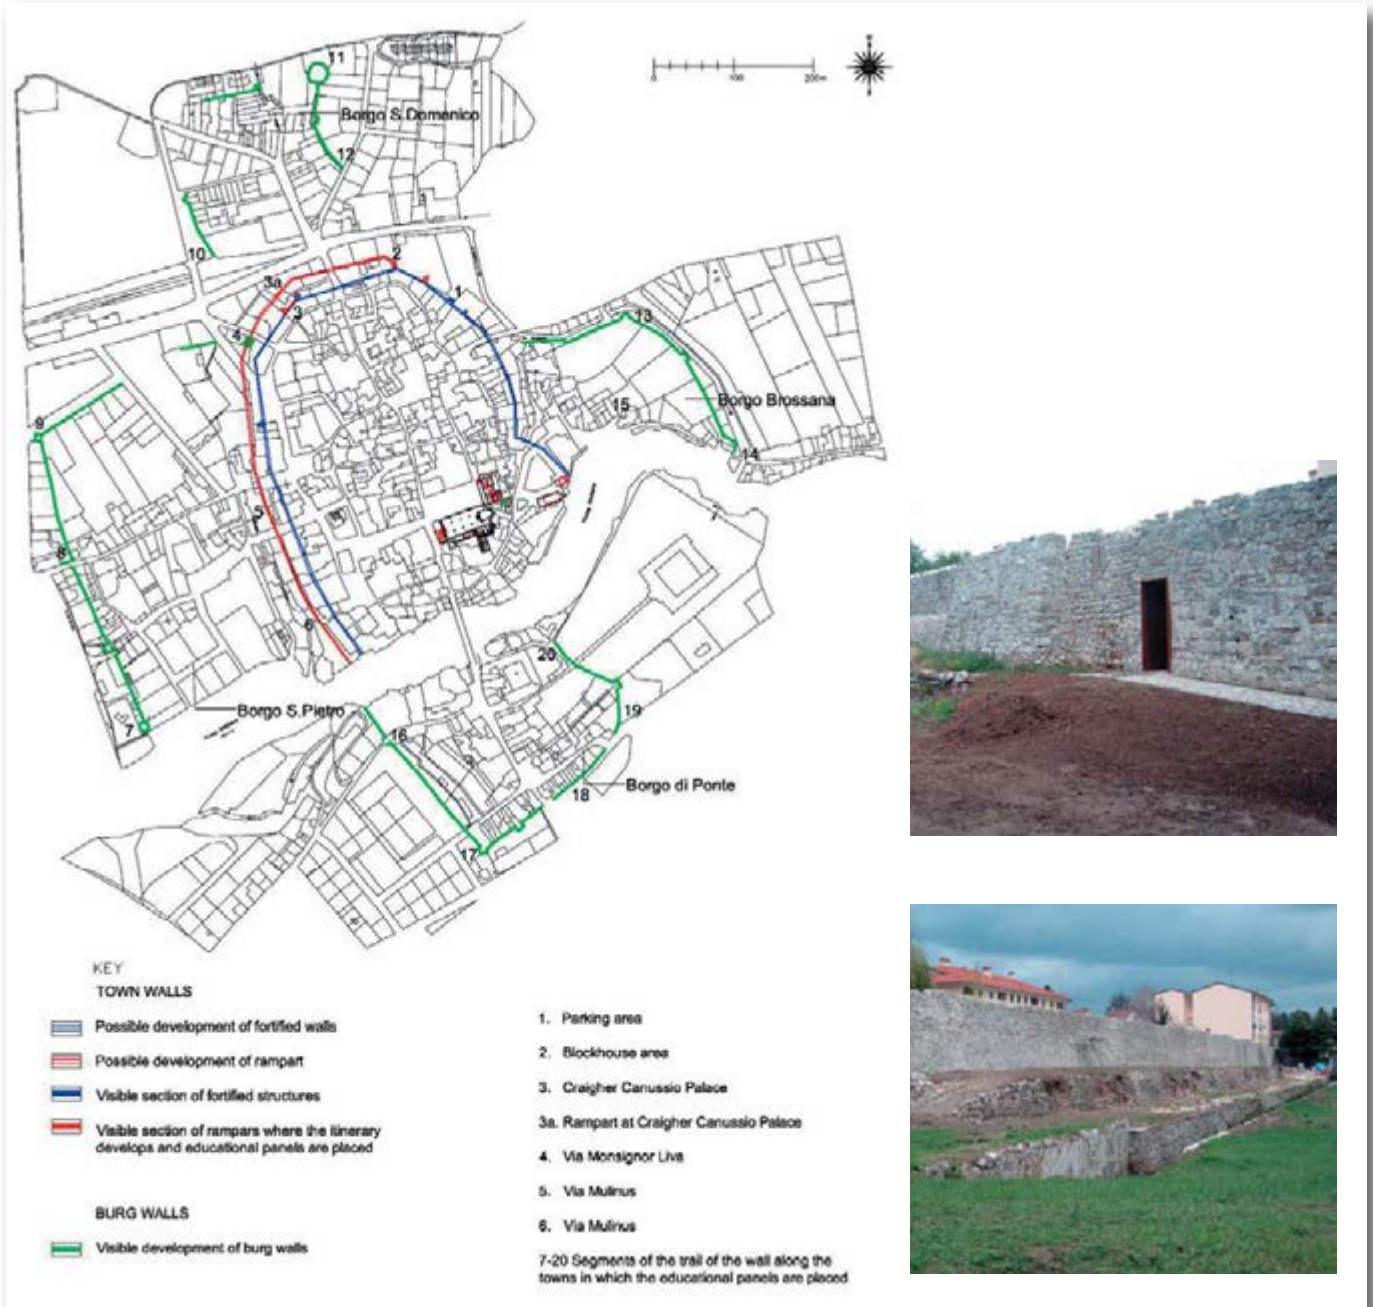 11
0 100 200m
Borgo S.Domenico
12
10
2
3a
1
3
4
13
9
Borgo Brossana
15
14
5
8
6
20
Borgo S.Pietro
19
7
16
Borgo di Ponte
18
17
KEY
TOWN WALLS
Possible development of fortified walls
Possible development of rampart
Visible section of fortified structures
Visible section of rampars where the itinerary
develops and educational panels are placed
BURG WALLS
Visible development of burg walls
1. Parking area
2. Blockhouse area
3. Craigher Canussio Palace
3a. Rampart at Craigher Canussio Palace
4. Via Monsignor Liva
5. Via Mulinus
6. Via Mulinus
7-20 Segments of the trail of the wall along the
towns in which the educational panels are placed